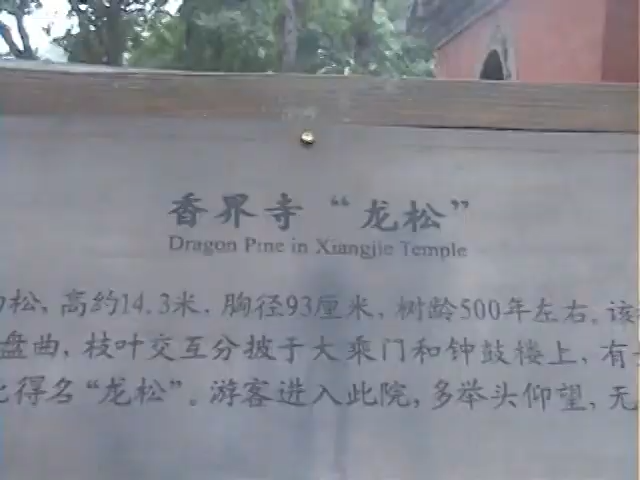 香界寺“龙松”
Dragon Pine in Xiangjie Temple
松，高约14.3米，胸径93厘米，树龄500年左右。该
盘曲，枝叶交互分披于大乘门和钟鼓楼上，有
得名“龙松”。游客进入此院，多举头仰望，无